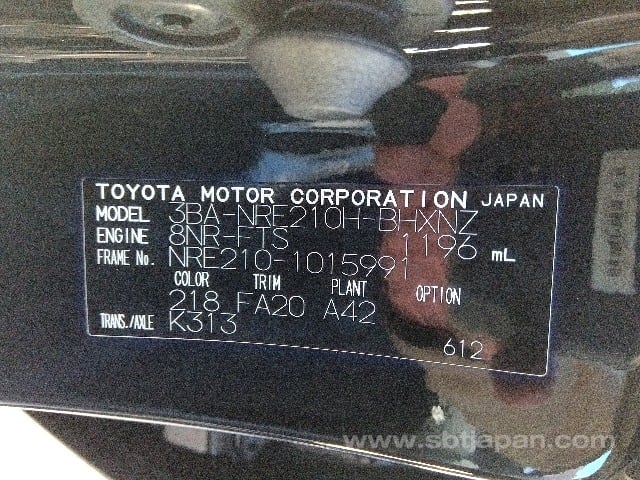 TOYOTA MOTOR CORPORATION JAPAN
MODEL 3BA-NRE210H-BHXNZ
ENGINE 8NR-FTS 1196 mL
FRAME No. NRE210-1015991
COLOR TRIM PLANT OPTION
218 FA20 A42
TRANS./AXLE K313
612
www.sbtjapan.com